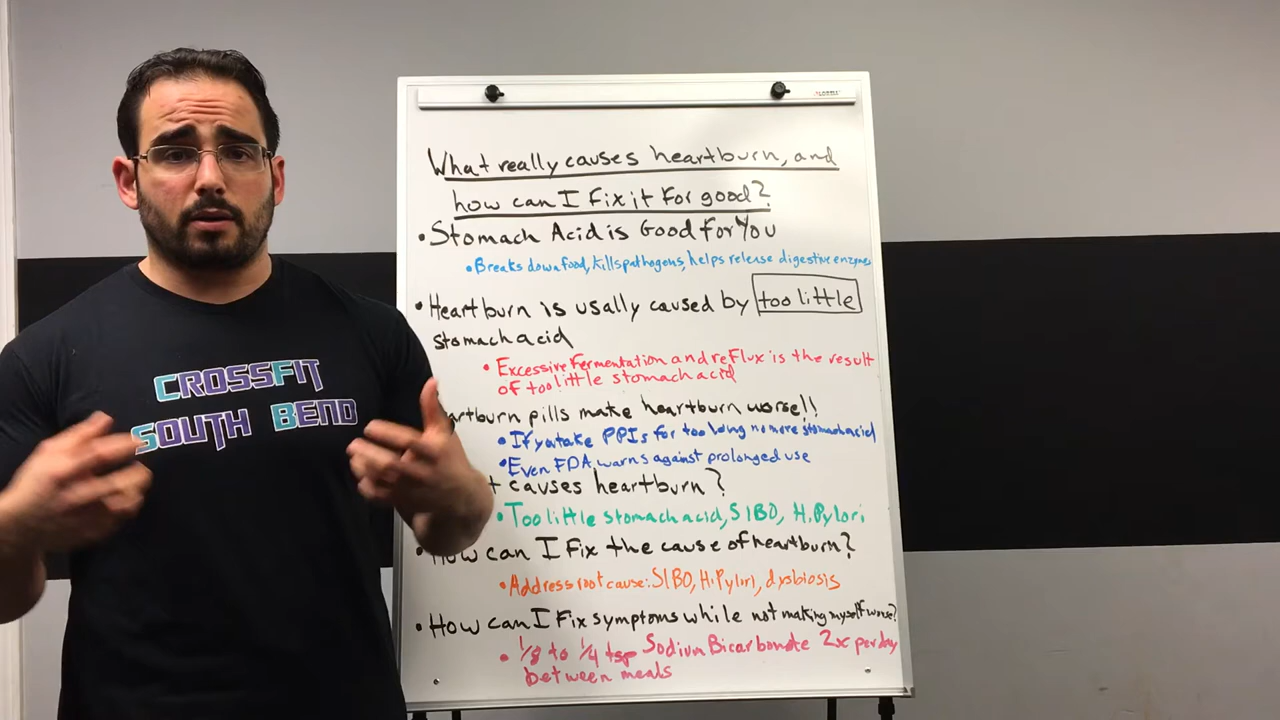 CROSSFIT
SOUTH BEND
What really causes heartburn, and
how can I Fix it For good?
• Stomach Acid is Good for You
• Breaks down food, kills pathogens, helps release digestive enzymes
• Heartburn is usally caused by too little
stomach acid
• Excessive Fermentation and reFlux is the result
of too little stomach acid
artburn pills make heartburn worse!!
• If ya take PPIs for too long no more stomach acid
• Even FDA warns against prolonged use
t causes heartburn?
• Too little stomach acid, SIBO, H. Pylori
• How can I Fix the cause of heartburn?
• Address root cause: SIBO, H. Pylori, dysbiosis
• How can I Fix symptoms while not making myself worse?
• 1/8 to 1/4 tsp Sodium Bicarbonate 2x per day
between meals